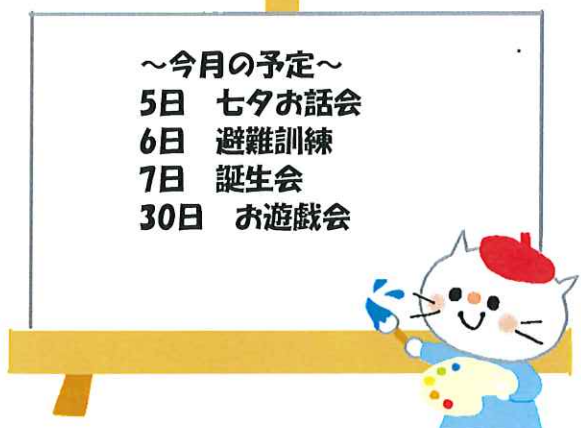 ～今月の予定～
5日　七夕お話会
6日　避難訓練
7日　誕生会
30日　お遊戯会